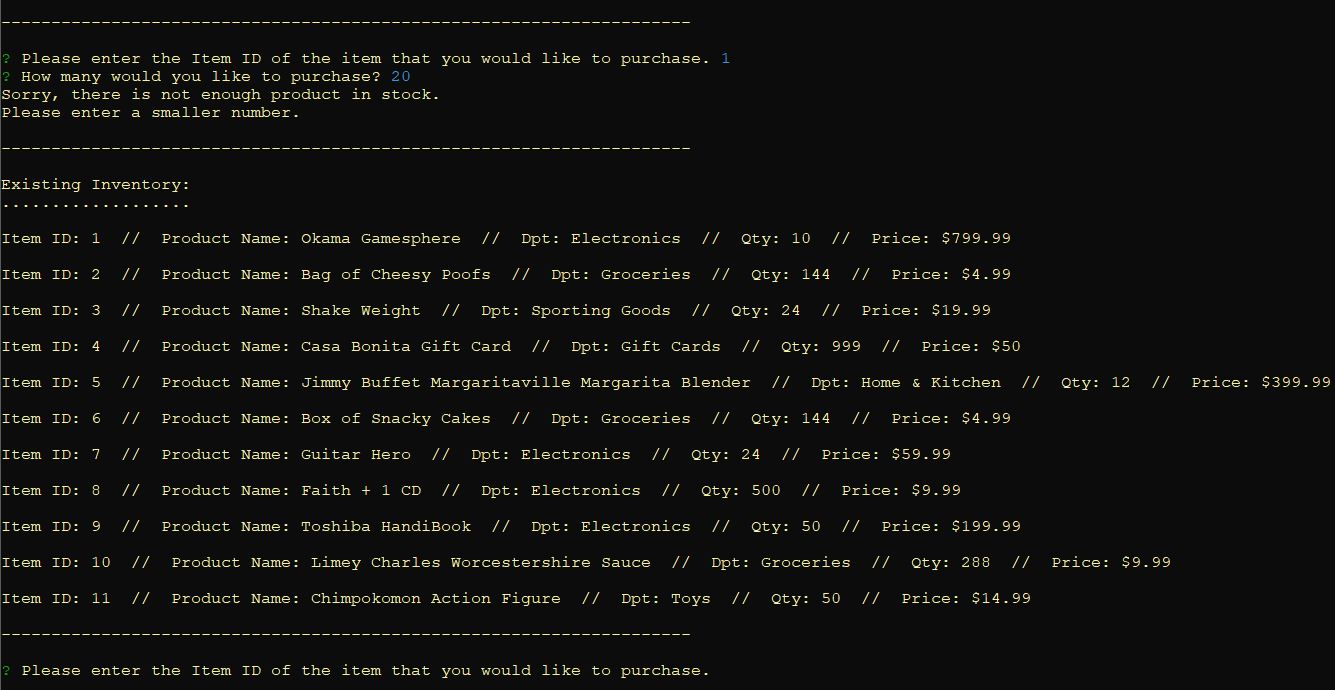 ---------------------------------------------------------------------
? Please enter the Item ID of the item that you would like to purchase. 1
? How many would you like to purchase? 20
Sorry, there is not enough product in stock.
Please enter a smaller number.
---------------------------------------------------------------------
Existing Inventory:
...................
Item ID: 1  //  Product Name: Okama Gamesphere  //  Dpt: Electronics  //  Qty: 10  //  Price: $799.99
Item ID: 2  //  Product Name: Bag of Cheesy Poofs  //  Dpt: Groceries  //  Qty: 144  //  Price: $4.99
Item ID: 3  //  Product Name: Shake Weight  //  Dpt: Sporting Goods  //  Qty: 24  //  Price: $19.99
Item ID: 4  //  Product Name: Casa Bonita Gift Card  //  Dpt: Gift Cards  //  Qty: 999  //  Price: $50
Item ID: 5  //  Product Name: Jimmy Buffet Margaritaville Margarita Blender  //  Dpt: Home & Kitchen  //  Qty: 12  //  Price: $399.99
Item ID: 6  //  Product Name: Box of Snacky Cakes  //  Dpt: Groceries  //  Qty: 144  //  Price: $4.99
Item ID: 7  //  Product Name: Guitar Hero  //  Dpt: Electronics  //  Qty: 24  //  Price: $59.99
Item ID: 8  //  Product Name: Faith + 1 CD  //  Dpt: Electronics  //  Qty: 500  //  Price: $9.99
Item ID: 9  //  Product Name: Toshiba HandiBook  //  Dpt: Electronics  //  Qty: 50  //  Price: $199.99
Item ID: 10  //  Product Name: Limey Charles Worcestershire Sauce  //  Dpt: Groceries  //  Qty: 288  //  Price: $9.99
Item ID: 11  //  Product Name: Chimpokomon Action Figure  //  Dpt: Toys  //  Qty: 50  //  Price: $14.99
---------------------------------------------------------------------
? Please enter the Item ID of the item that you would like to purchase.